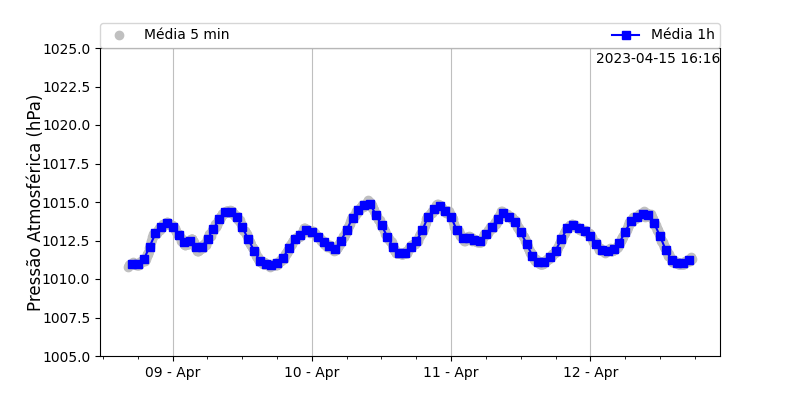 Média 5 min
Média 1h
2023-04-15 16:16
Pressão Atmosférica (hPa)
1025.0
1022.5
1020.0
1017.5
1015.0
1012.5
1010.0
1007.5
1005.0
09 - Apr
10 - Apr
11 - Apr
12 - Apr